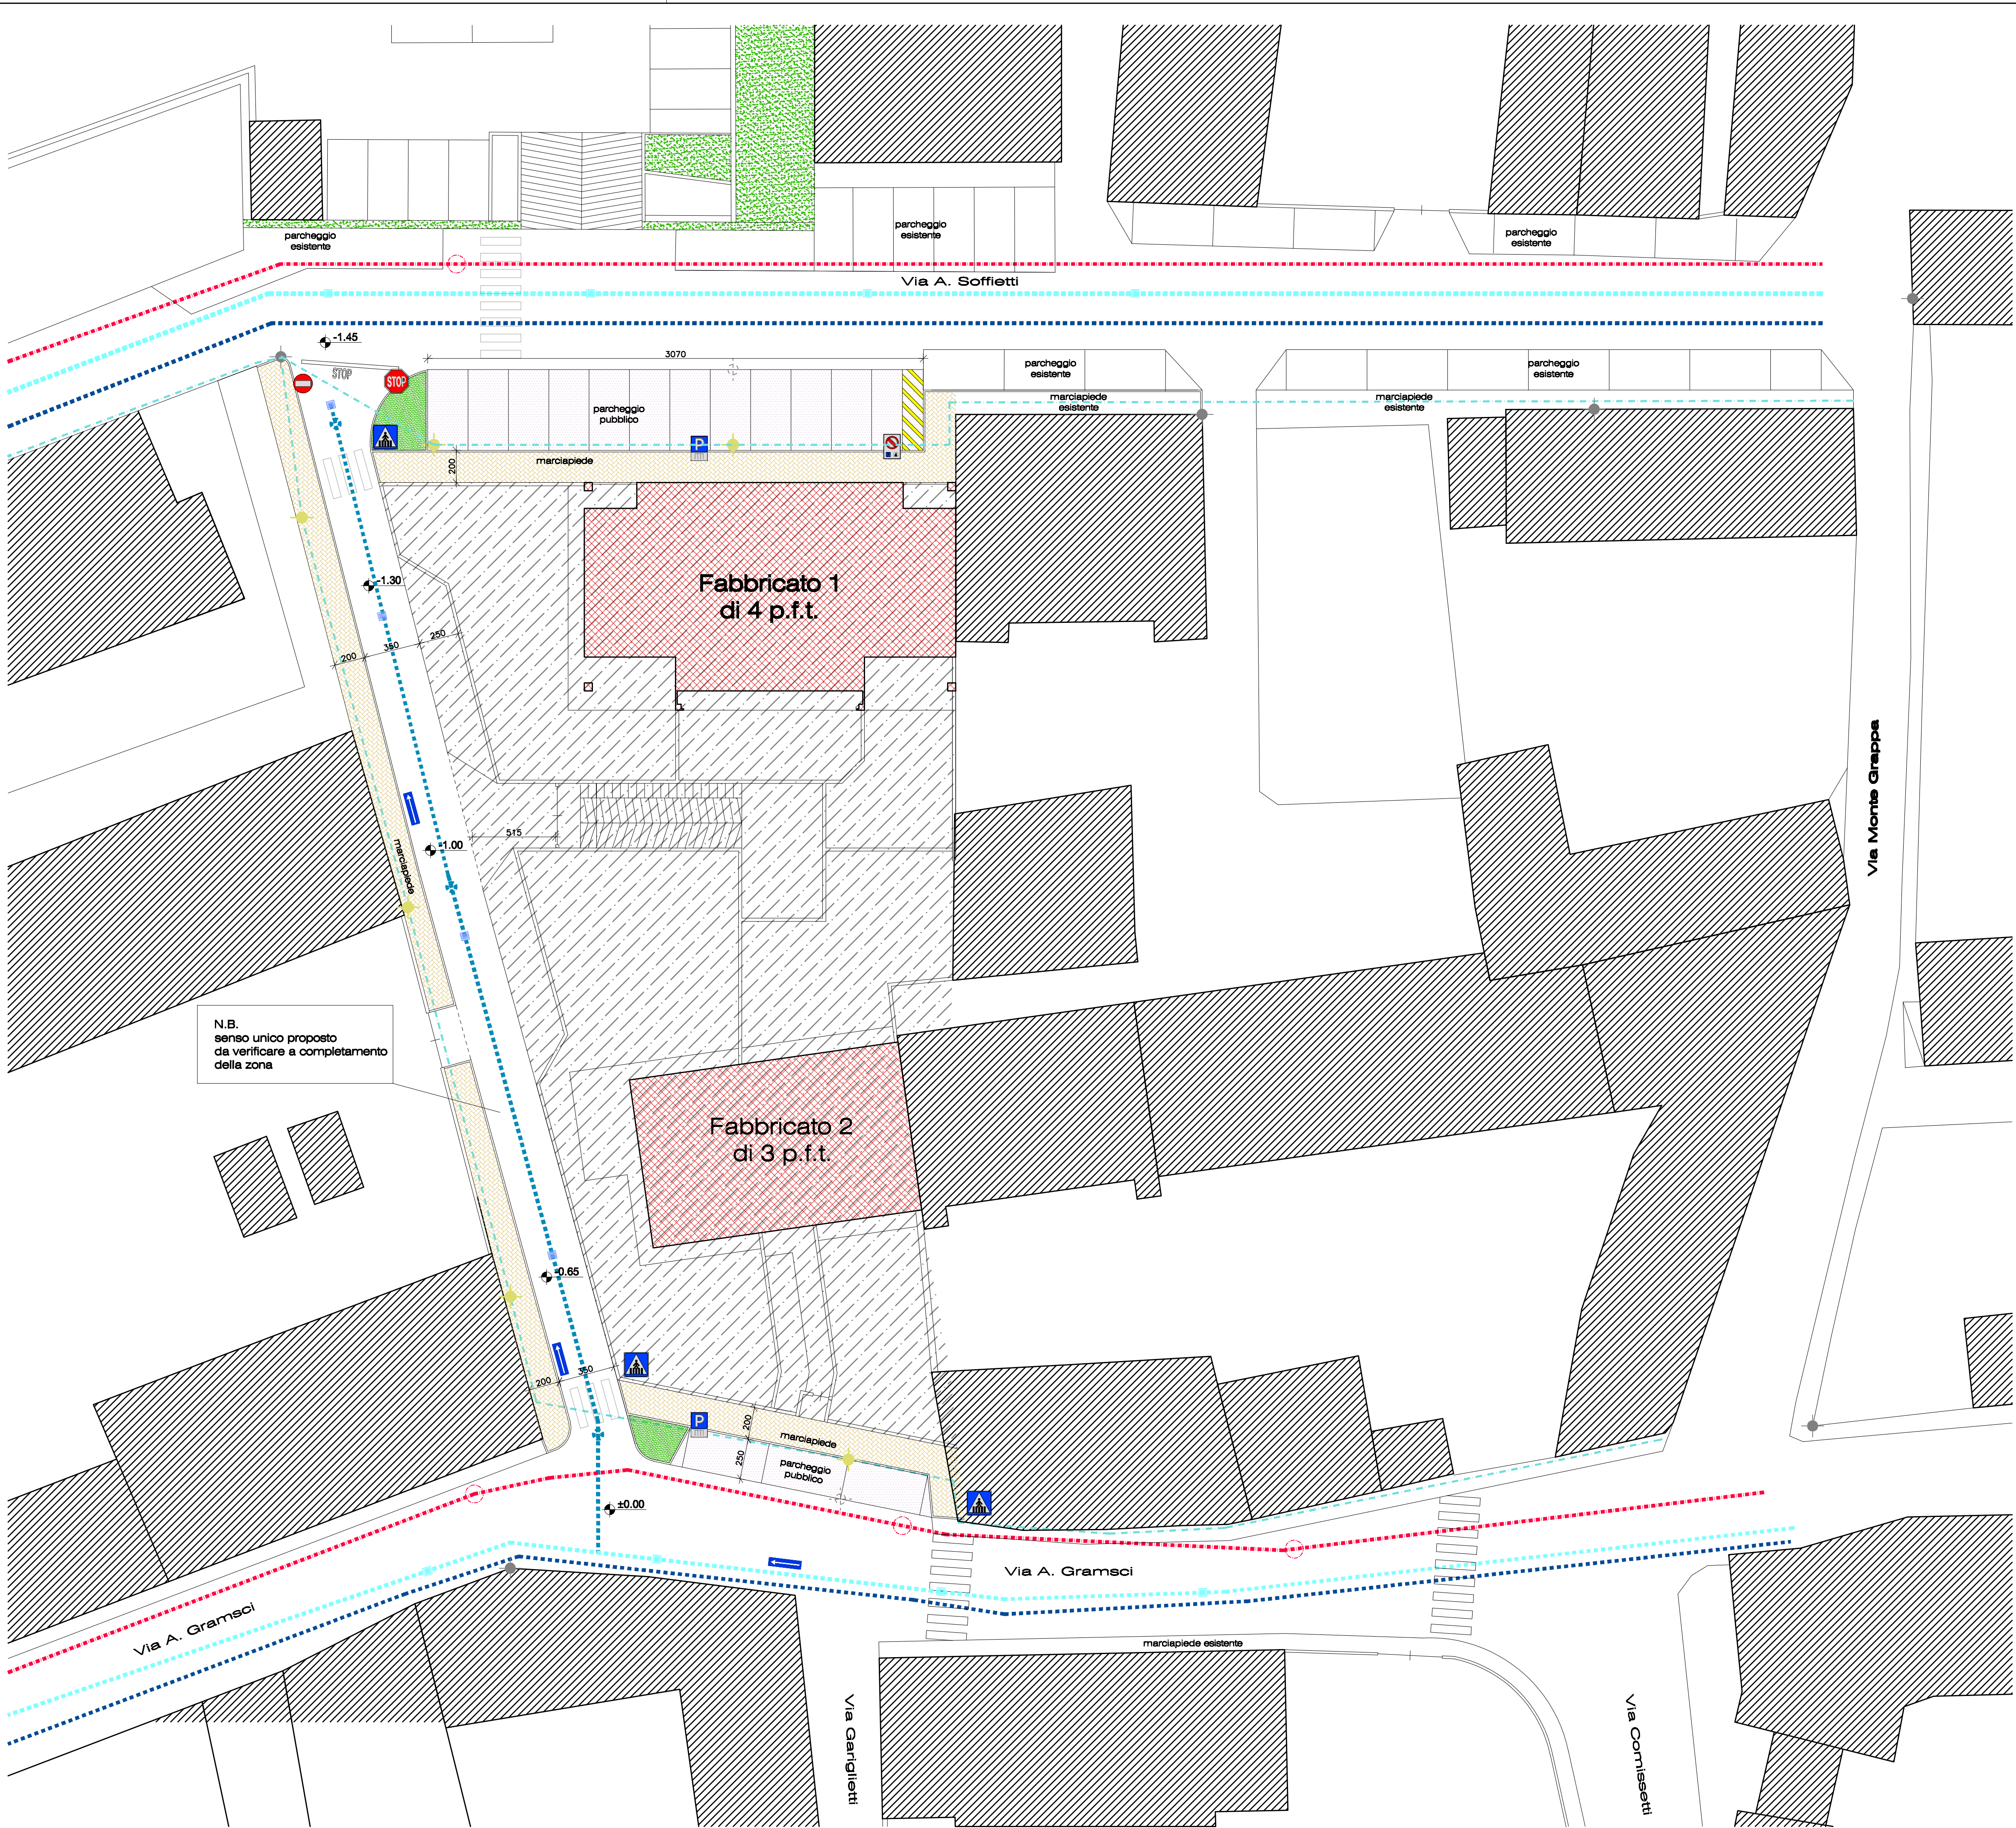 parcheggio
esistente
parcheggio
esistente
parcheggio
esistente
Via A. Soffietti
-1.45
STOP
STOP
3070
parcheggio
esistente
parcheggio
esistente
marciapiede
esistente
marciapiede
esistente
parcheggio
pubblico
P
marciapiede
200
Fabbricato 1
di 4 p.f.t.
-1.30
200
350
250
Via Monte Grappa
515
-1.00
marciapiede
N.B.
senso unico proposto
da verificare a completamento
della zona
Fabbricato 2
di 3 p.f.t.
-0.65
200
350
P
200
marciapiede
250
parcheggio
pubblico
±0.00
Via A. Gramsci
Via A. Gramsci
marciapiede esistente
Via Gariglietti
Via Comissetti